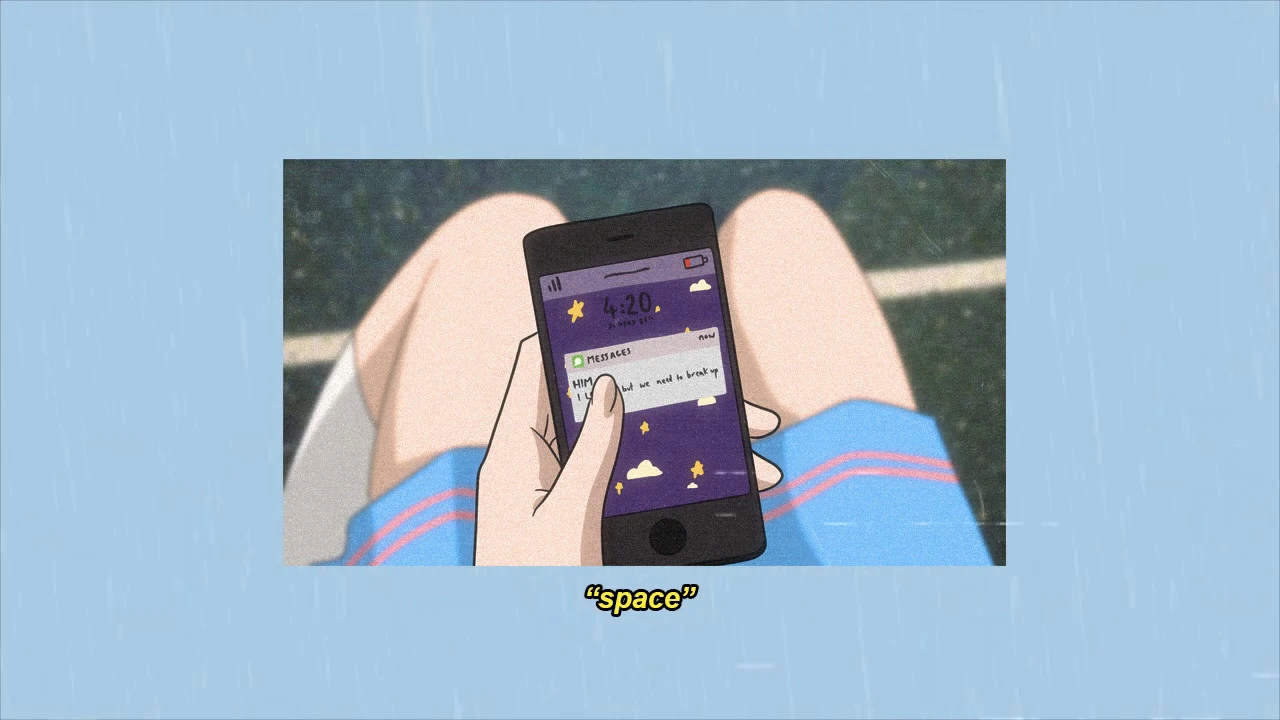 4:20
MESSAGES
now
HIM
I but we need to break up
“space”